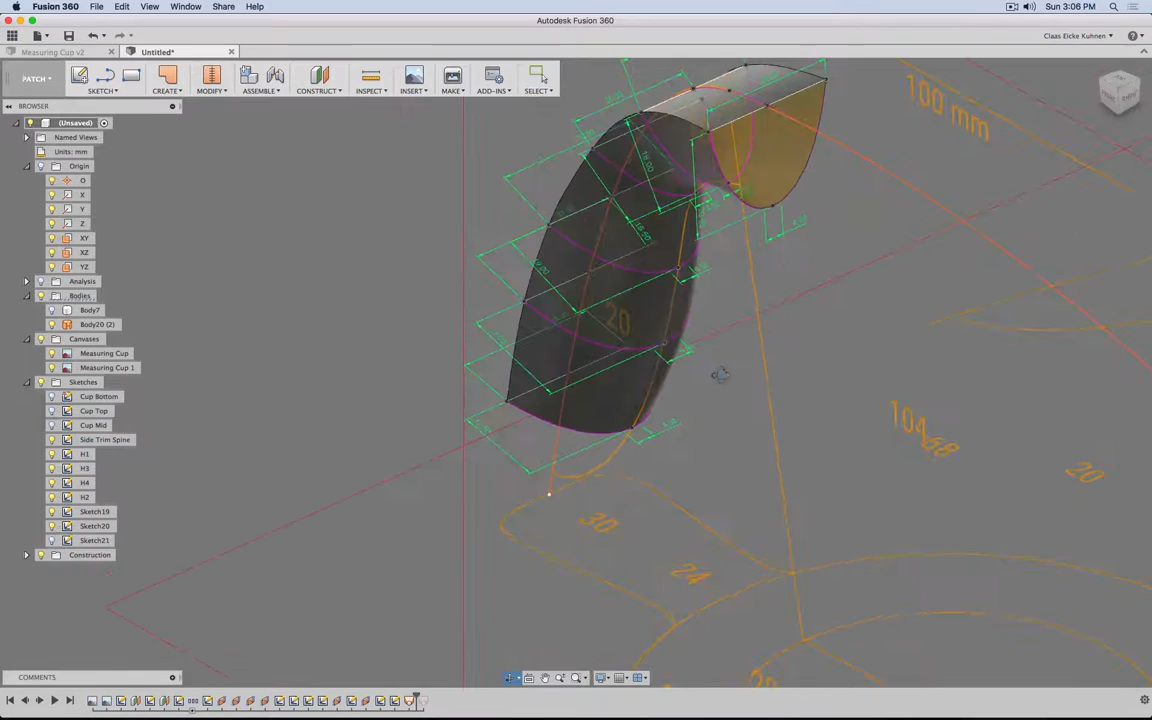 Fusion 360 File Edit View Window Share Help Sun 3:06 PM
Autodesk Fusion 360
Claas Eicke Kuhnen
Measuring Cup v2 Untitled*
PATCH SKETCH CREATE MODIFY ASSEMBLE CONSTRUCT INSPECT INSERT MAKE ADD-INS SELECT
BROWSER
(Unsaved)
Named Views
Units: mm
Origin
O
X
Y
Z
XY
XZ
YZ
Analysis
Bodies
Body7
Body20 (2)
Canvases
Measuring Cup
Measuring Cup 1
Sketches
Cup Bottom
Cup Top
Cup Mid
Side Trim Spine
H1
H3
H4
H2
Sketch19
Sketch20
Sketch21
Construction
100 mm
18.00
20
104
68
20
30
24
COMMENTS